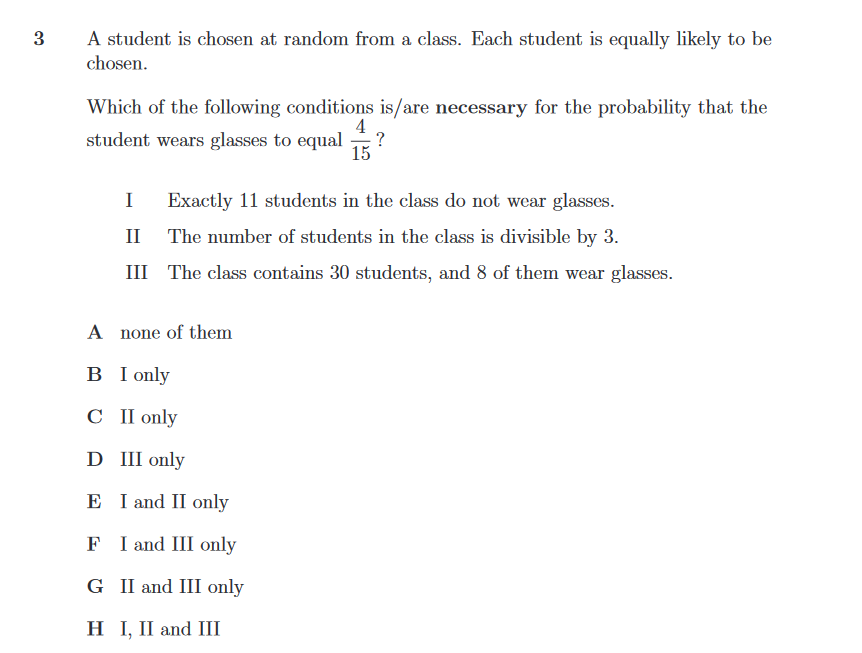 3 A student is chosen at random from a class. Each student is equally likely to be
chosen.
Which of the following conditions is/are necessary for the probability that the
student wears glasses to equal 4/15 ?
I Exactly 11 students in the class do not wear glasses.
II The number of students in the class is divisible by 3.
III The class contains 30 students, and 8 of them wear glasses.
A none of them
B I only
C II only
D III only
E I and II only
F I and III only
G II and III only
H I, II and III